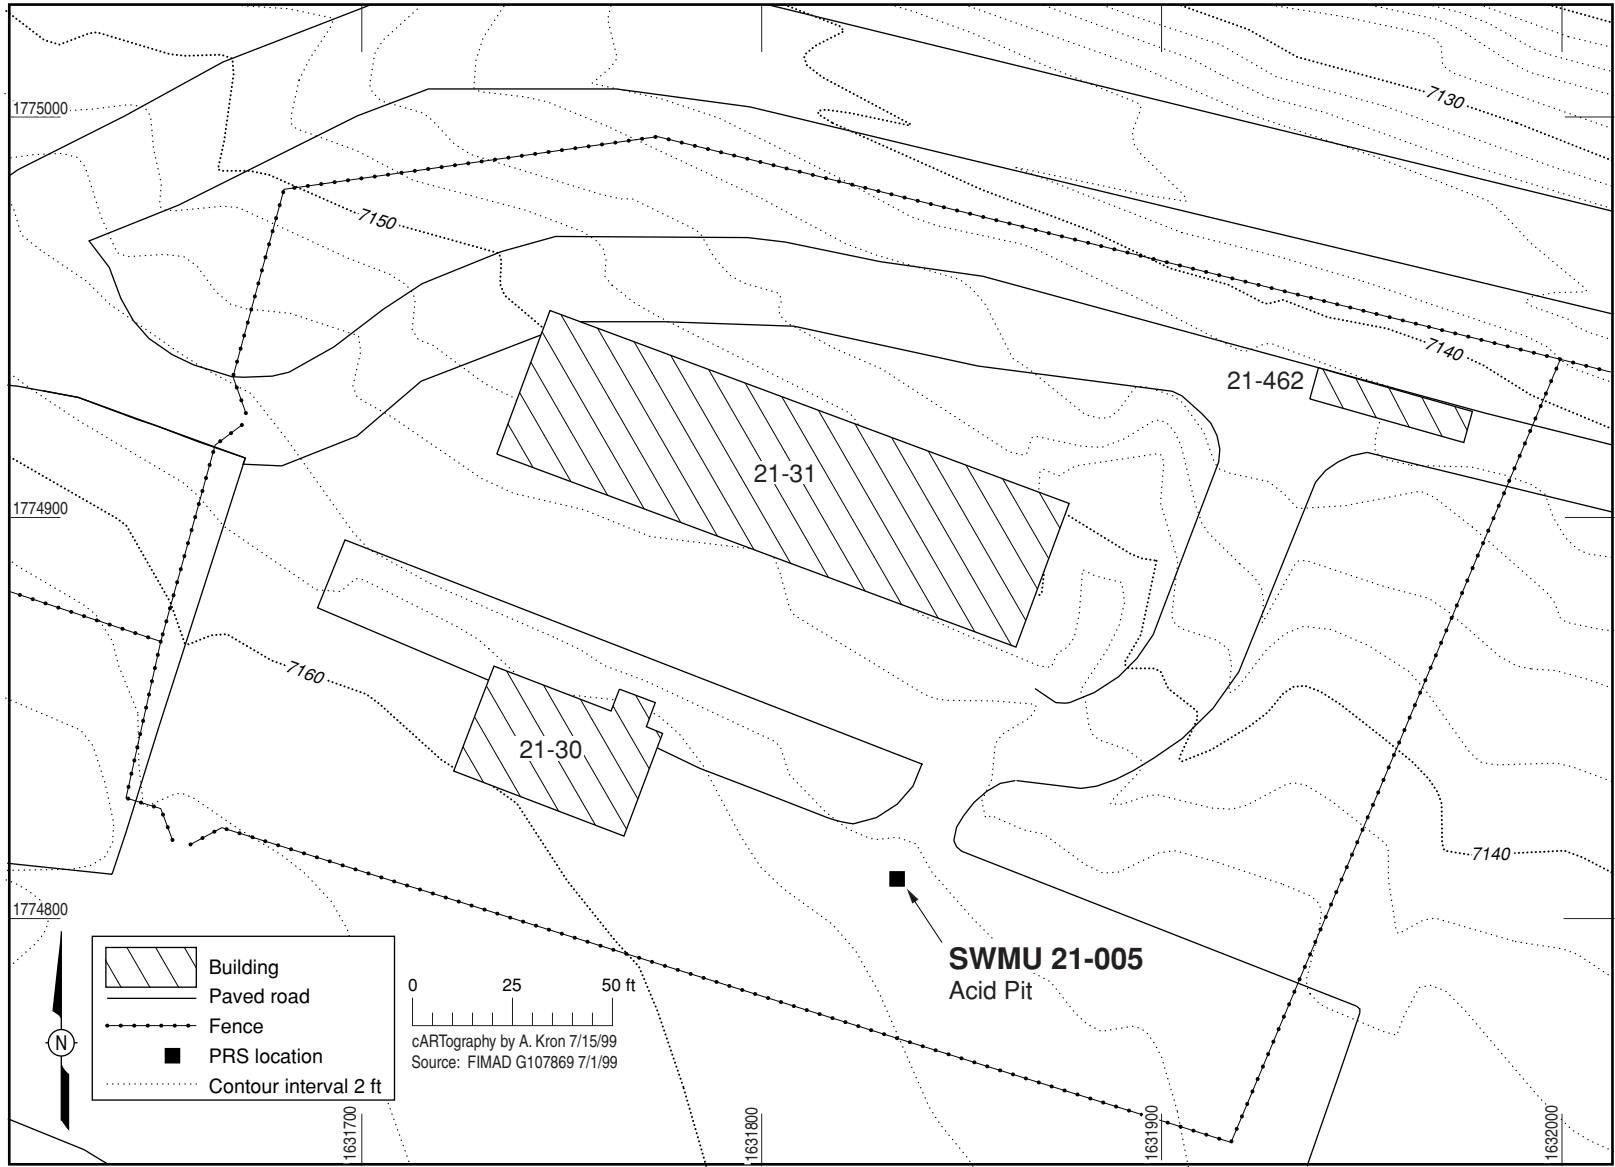 7130
1775000
7150
7140
21-462
21-31
1774900
7160
21-30
7140
1774800
SWMU 21-005
Acid Pit
Building
Paved road
Fence
PRS location
Contour interval 2 ft
N
0 25 50 ft
cARTography by A. Kron 7/15/99
Source: FIMAD G107869 7/1/99
1631700
1631800
1631900
1632000